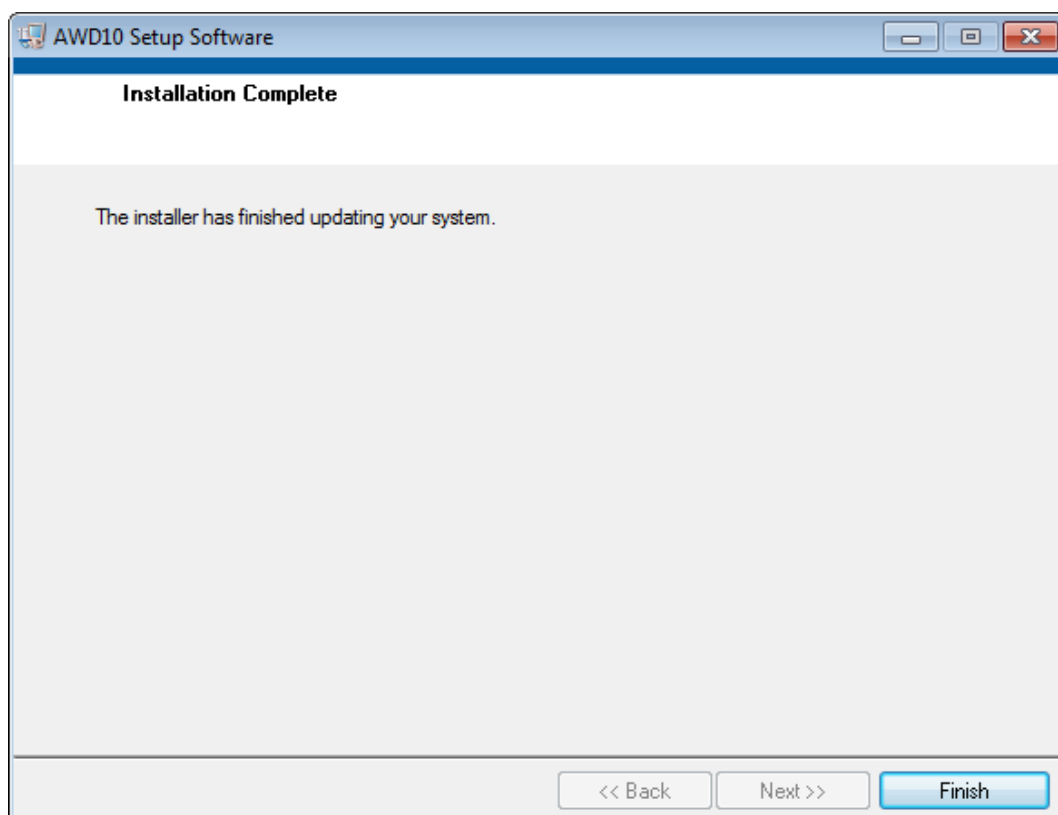 AWD10 Setup Software
Installation Complete
The installer has finished updating your system.
<< Back
Next >>
Finish